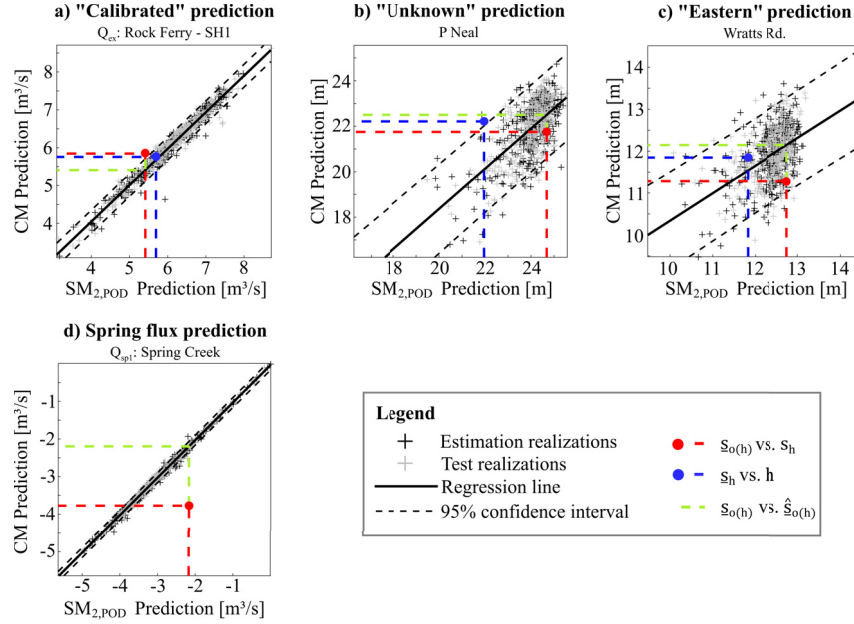 a) "Calibrated" prediction
Qex: Rock Ferry - SH1
CM Prediction [m³/s]
8
7
6
5
4
4 5 6 7 8
SM2,POD Prediction [m³/s]
b) "Unknown" prediction
P Neal
CM Prediction [m]
24
22
20
18
18 20 22 24
SM2,POD Prediction [m]
c) "Eastern" prediction
Wratts Rd.
CM Prediction [m]
14
13
12
11
10
10 11 12 13 14
SM2,POD Prediction [m]
d) Spring flux prediction
Qsp1: Spring Creek
CM Prediction [m³/s]
-1
-2
-3
-4
-5
-5 -4 -3 -2 -1
SM2,POD Prediction [m³/s]
Legend
Estimation realizations
Test realizations
Regression line
95% confidence interval
s̲o(h) vs. sh
s̲h vs. h
s̲o(h) vs. ŝo(h)